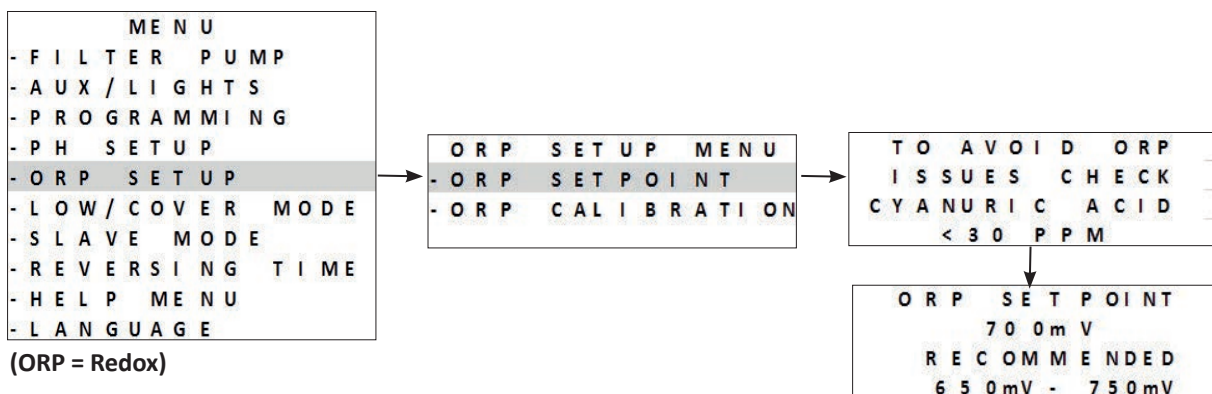 MENU
- FILTER PUMP
- AUX/LIGHTS
- PROGRAMMING
- PH SETUP
- ORP SETUP
- LOW/COVER MODE
- SLAVE MODE
- REVERSING TIME
- HELP MENU
- LANGUAGE
(ORP = Redox)
ORP SETUP MENU
- ORP SETPOINT
- ORP CALIBRATION
TO AVOID ORP
ISSUES CHECK
CYANURIC ACID
<30 PPM
ORP SET POINT
700mV
RECOMMENDED
650mV - 750mV